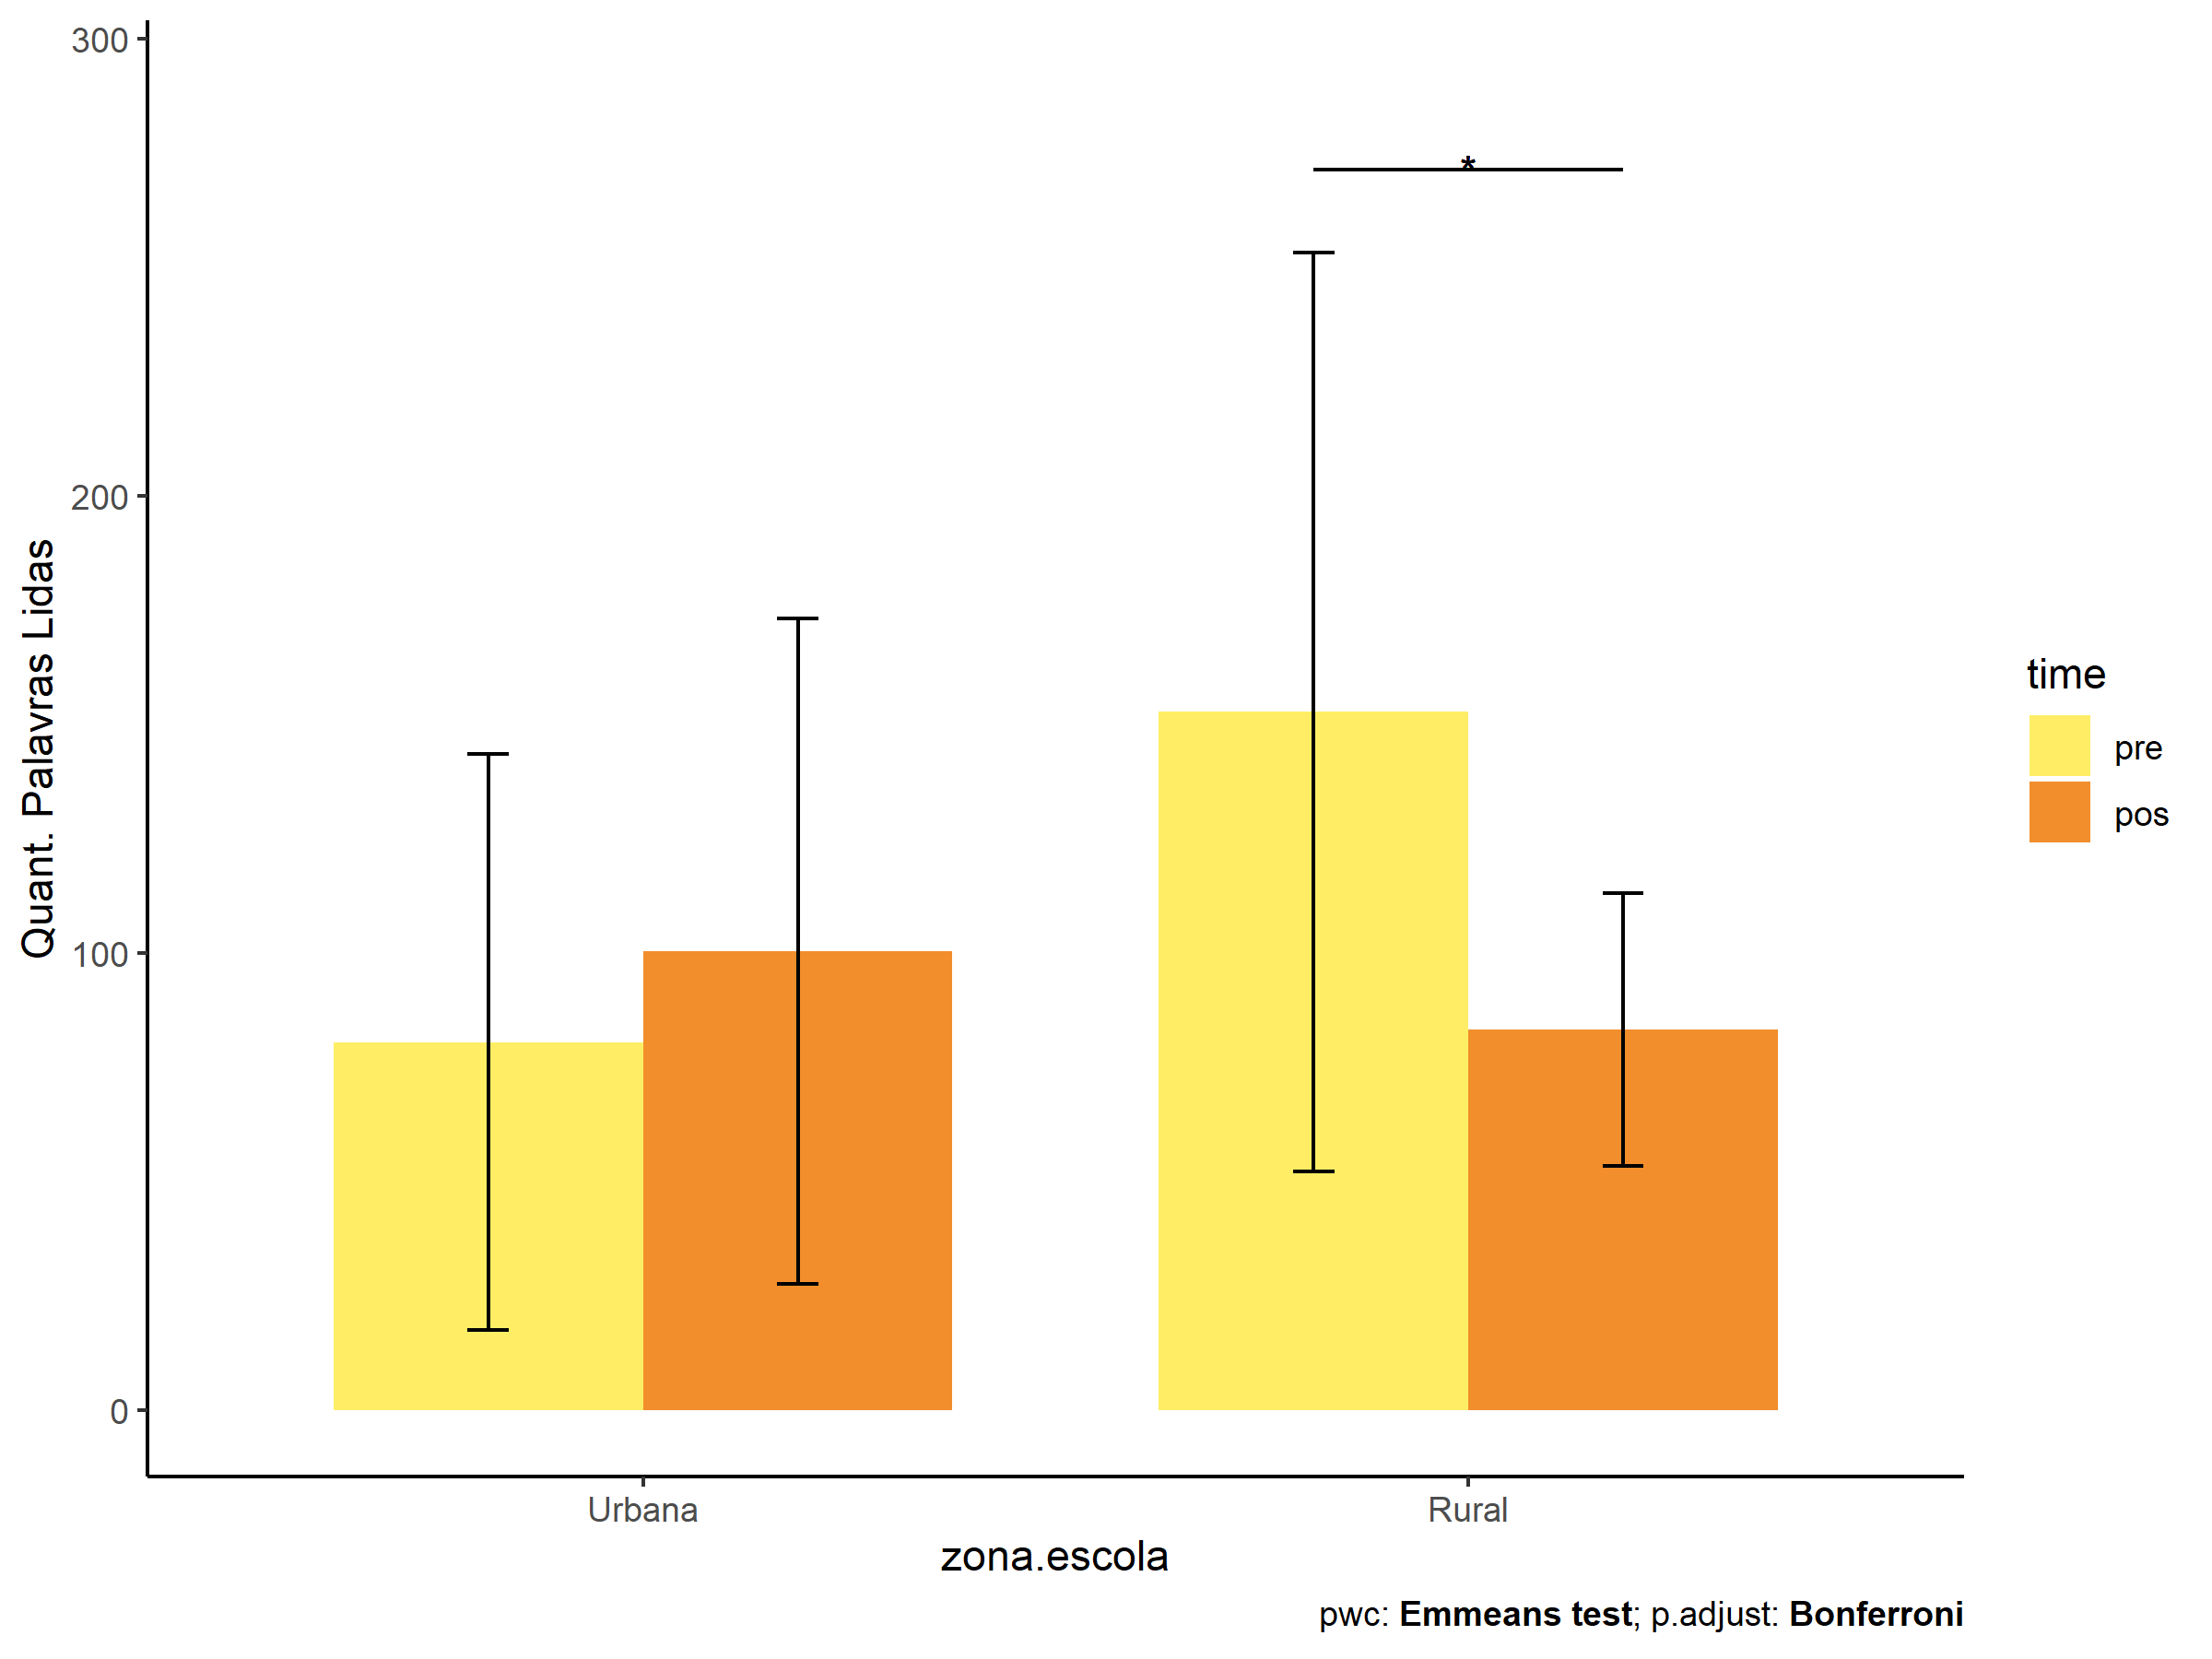 300
200
100
0
Quant. Palavras Lidas
*
Urbana
Rural
zona.escola
time
pre
pos
pwc: Emmeans test; p.adjust: Bonferroni